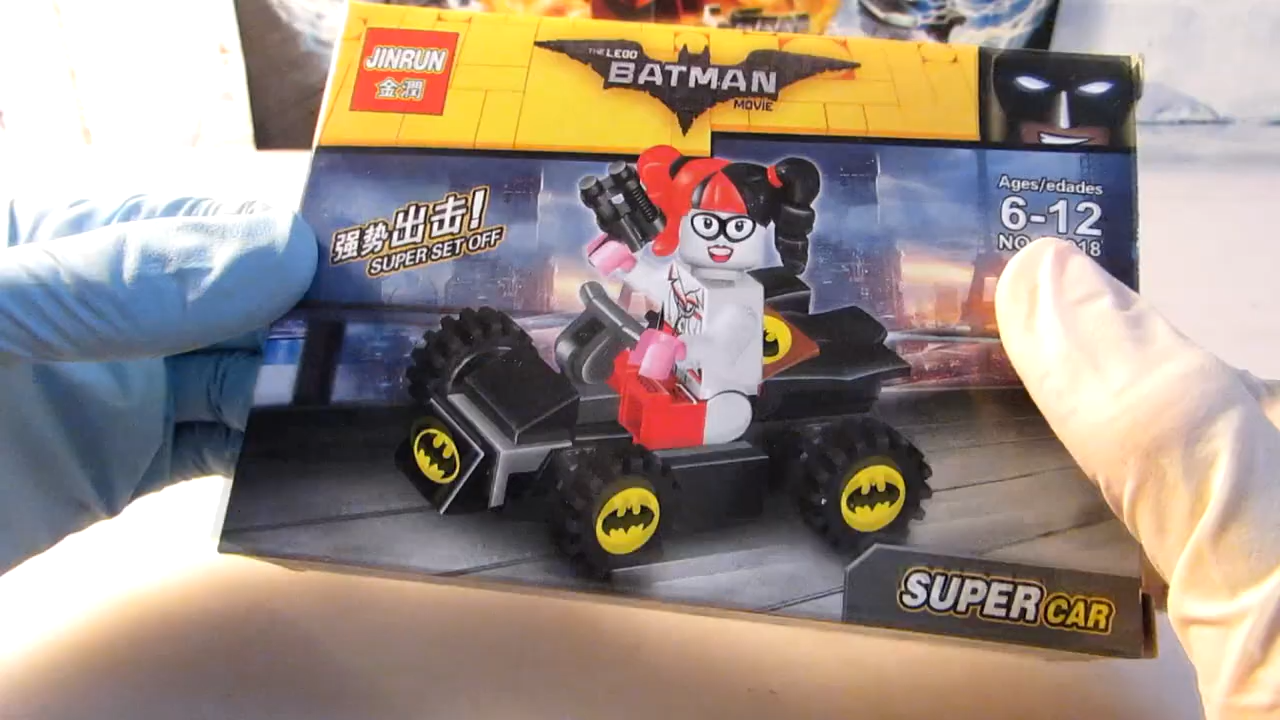 JINRUN
金潤
THE LEGO
BATMAN
MOVIE
Ages/edades
6-12
强势出击!
SUPER SET OFF
SUPER CAR